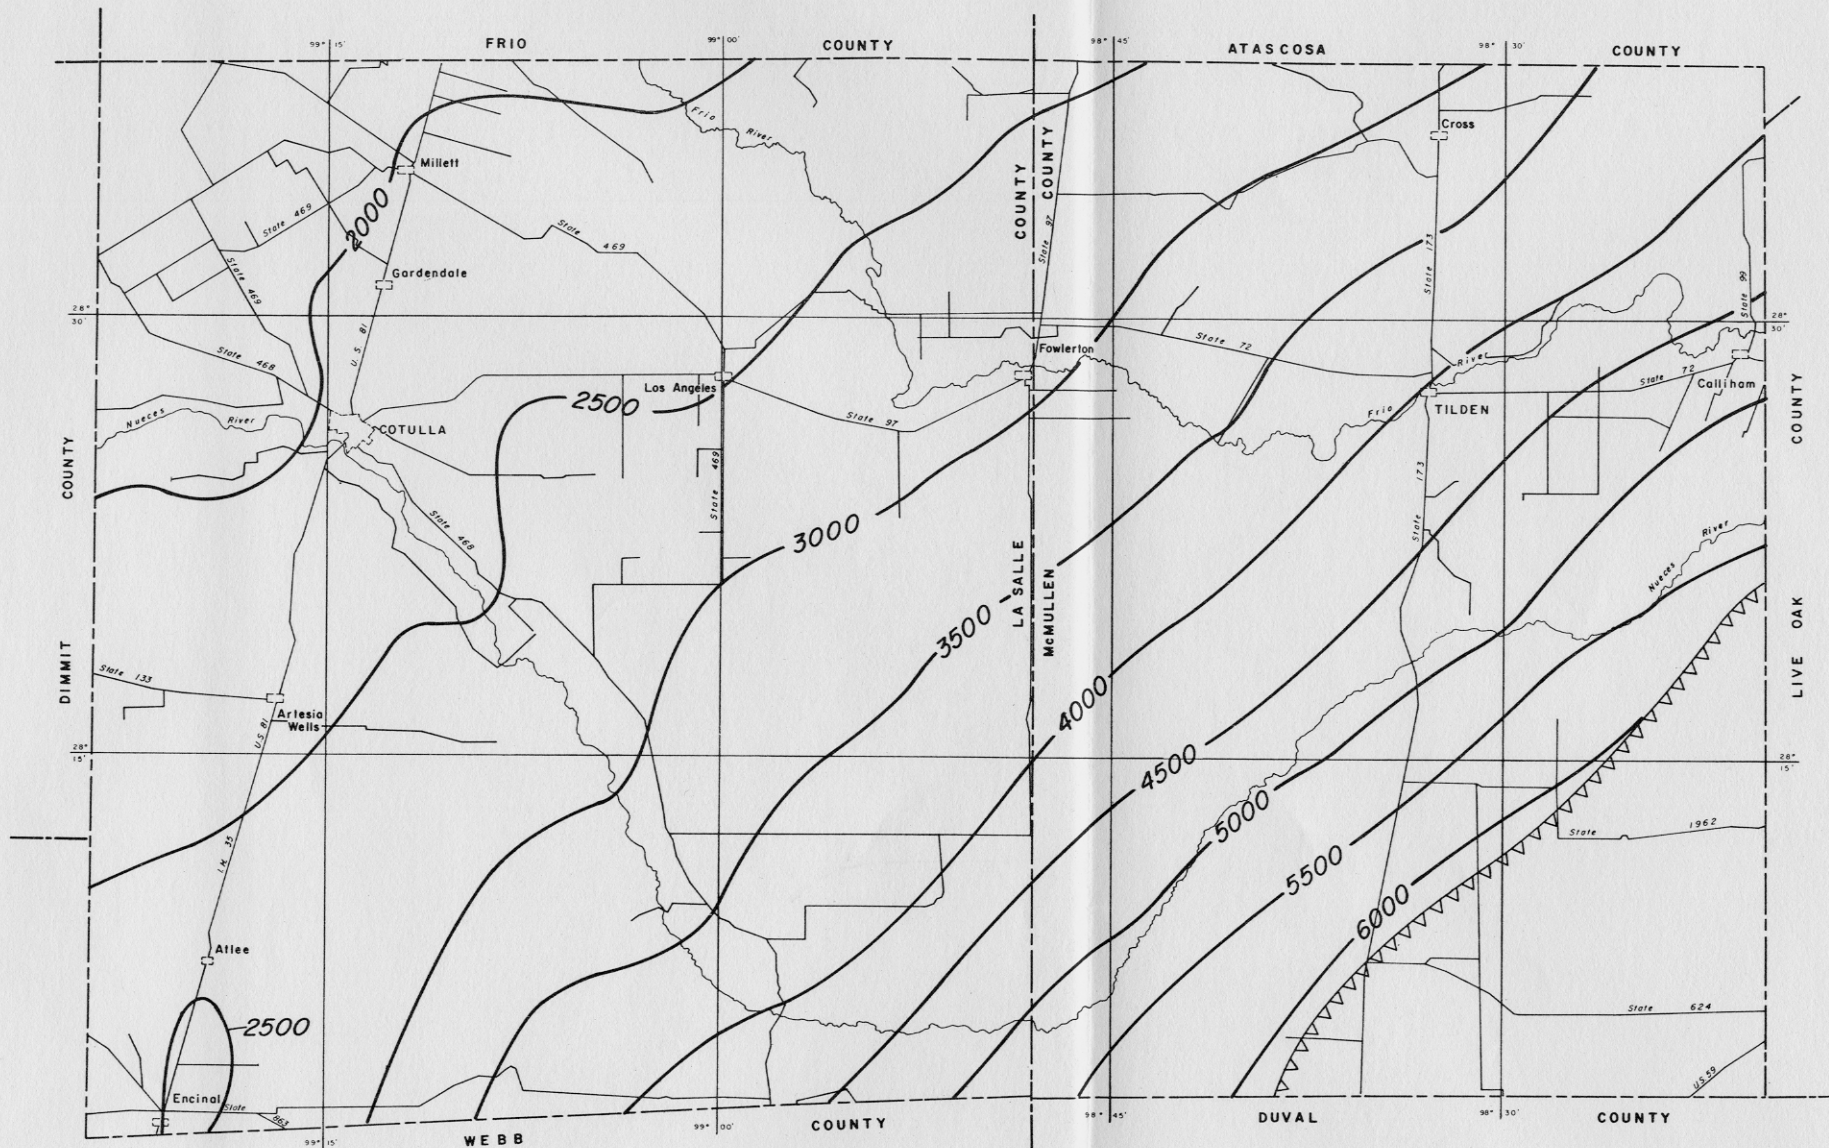 99° 15'
FRIO
99° 00'
COUNTY
98° 45'
ATASCOSA
98° 30'
COUNTY
Frio
River
Cross
Millett
COUNTY
COUNTY
State 469
2000
State
469
State 97
State 173
State 469
Gardendale
State 99
28°
30'
28°
30'
U.S. 81
State 468
Los Angeles
Fowlerton
State 72
River
State 72
Calliham
2500
Nueces
River
COTULLA
State 97
Frio
TILDEN
COUNTY
COUNTY
State 469
State 173
State 468
3000
River
Nueces
LA SALLE
McMULLEN
3500
DIMMIT
LIVE OAK
State 133
Artesia
Wells
U.S. 81
4000
28°
15'
4500
28°
15'
5000
I.H. 35
State
1962
5500
6000
Atlee
2500
State
624
Encinal
State
863
U.S. 59
99° 15'
WEBB
99° 00'
COUNTY
98° 45'
DUVAL
98° 30'
COUNTY